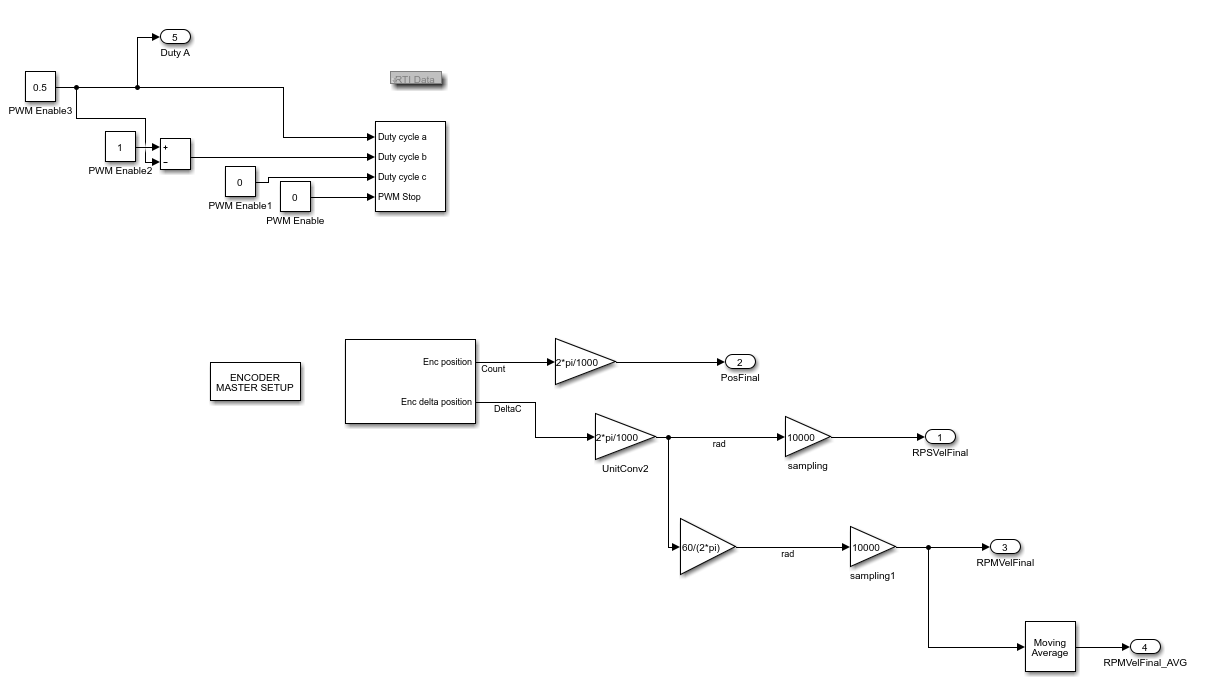 5
Duty A
0.5
PWM Enable3
RTI Data
1
PWM Enable2
+
−
Duty cycle a
Duty cycle b
Duty cycle c
PWM Stop
0
PWM Enable1
0
PWM Enable
ENCODER
MASTER SETUP
Enc position
Enc delta position
Count
DeltaC
2*pi/1000
2
PosFinal
2*pi/1000
UnitConv2
rad
10000
sampling
1
RPSVelFinal
60/(2*pi)
rad
10000
sampling1
3
RPMVelFinal
Moving
Average
4
RPMVelFinal_AVG